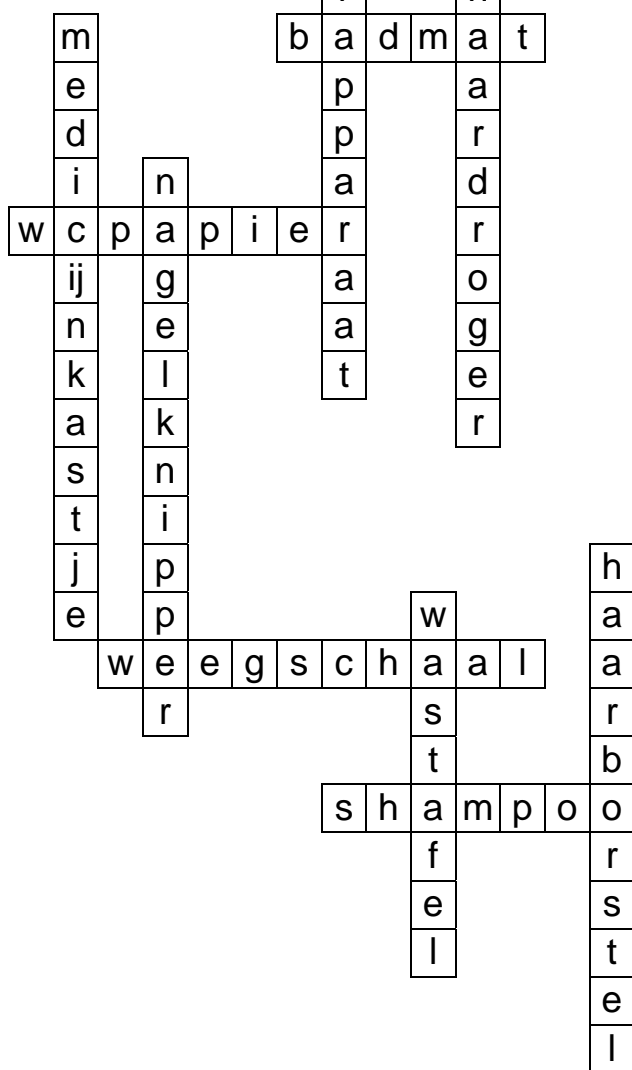 medicijnkastje
badmat
apparaat
aardroger
nagelknipper
wcpapier
haarborstel
wastafel
weegschaal
shampoo